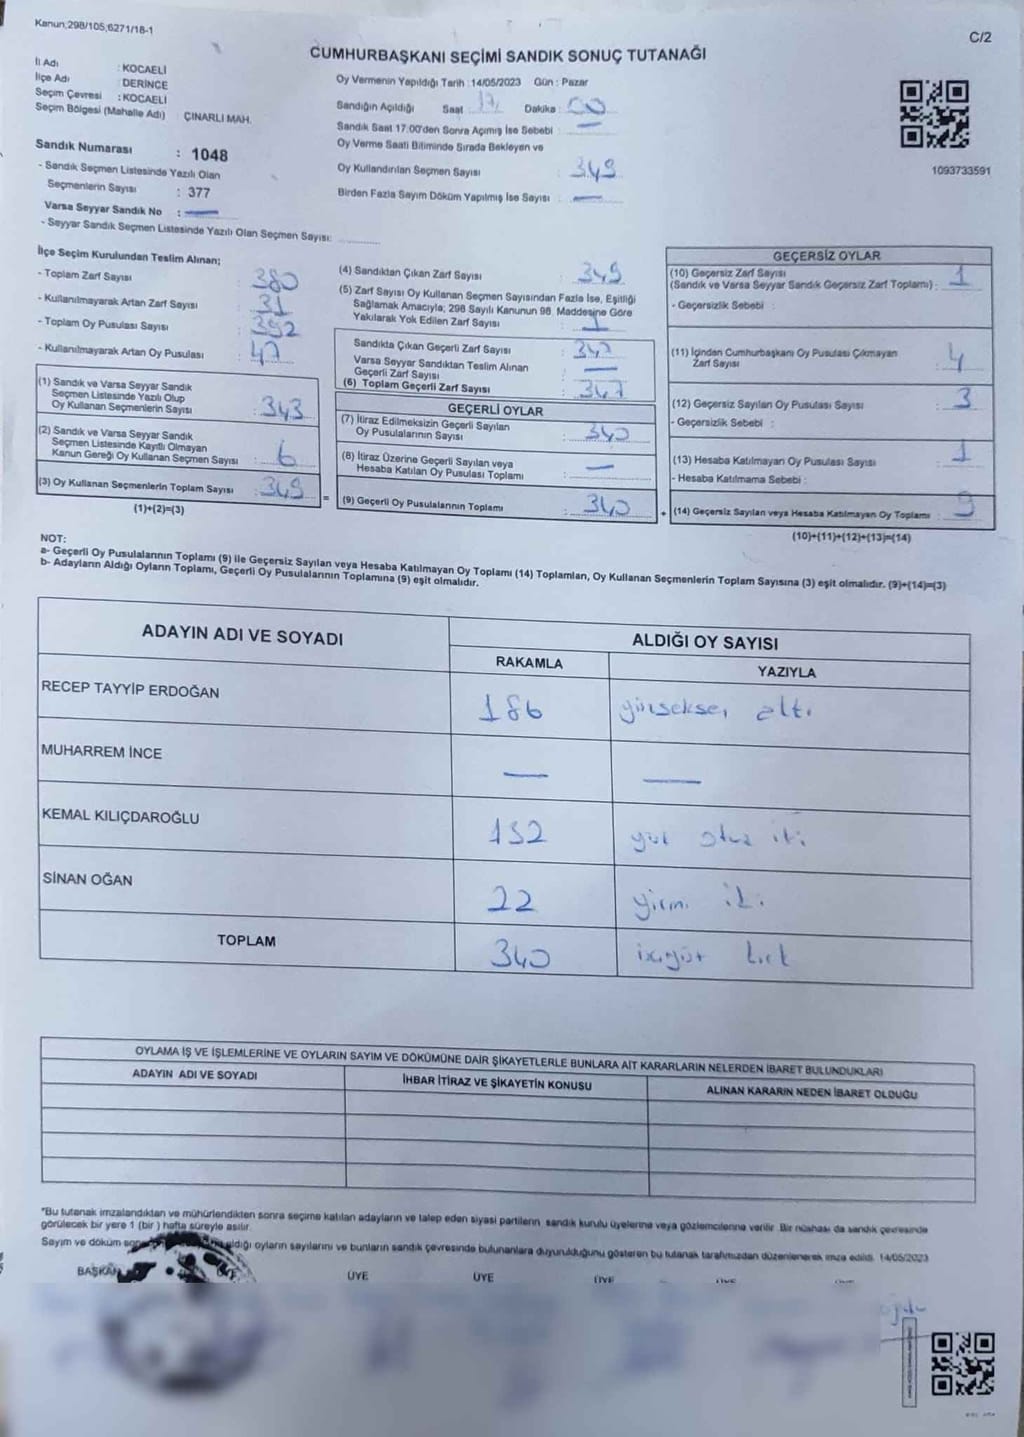 Kanun;298/105;6271/18-1
C/2
CUMHURBAŞKANI SEÇİMİ SANDIK SONUÇ TUTANAĞI
İl Adı : KOCAELİ
İlçe Adı : DERİNCE
Seçim Çevresi : KOCAELİ
Seçim Bölgesi (Mahalle Adı) : ÇINARLI MAH.
Sandık Numarası : 1048
- Sandık Seçmen Listesinde Yazılı Olan
Seçmenlerin Sayısı : 377
Varsa Seyyar Sandık No : —
- Seyyar Sandık Seçmen Listesinde Yazılı Olan Seçmen Sayısı:
Oy Vermenin Yapıldığı Tarih :14/05/2023 Gün : Pazar
Sandığın Açıldığı Saat 17 Dakika : 00
Sandık Saat 17:00'den Sonra Açımış İse Sebebi : —
Oy Verme Saati Bitiminde Sırada Bekleyen ve
Oy Kullandırılan Seçmen Sayısı : 349
Birden Fazla Sayım Döküm Yapılmış İse Sayısı : —
1093733591
İlçe Seçim Kurulundan Teslim Alınan;
- Toplam Zarf Sayısı : 380
- Kullanılmayarak Artan Zarf Sayısı : 31
- Toplam Oy Pusulası Sayısı : 392
- Kullanılmayarak Artan Oy Pusulası : 47
(1) Sandık ve Varsa Seyyar Sandık
Seçmen Listesinde Yazılı Olup
Oy Kullanan Seçmenlerin Sayısı : 343
(2) Sandık ve Varsa Seyyar Sandık
Seçmen Listesinde Kayıtlı Olmayan
Kanun Gereği Oy Kullanan Seçmen Sayısı : 6
(3) Oy Kullanan Seçmenlerin Toplam Sayısı : 349
(1)+(2)=(3)
=
(4) Sandıktan Çıkan Zarf Sayısı : 349
(5) Zarf Sayısı Oy Kullanan Seçmen Sayısından Fazla İse, Eşitliği
Sağlamak Amacıyla; 298 Sayılı Kanunun 98. Maddesine Göre
Yakılarak Yok Edilen Zarf Sayısı : 1
Sandıkta Çıkan Geçerli Zarf Sayısı : 347
Varsa Seyyar Sandıktan Teslim Alınan
Geçerli Zarf Sayısı : —
(6) Toplam Geçerli Zarf Sayısı : 347
GEÇERLİ OYLAR
(7) İtiraz Edilmeksizin Geçerli Sayılan
Oy Pusulalarının Sayısı : 340
(8) İtiraz Üzerine Geçerli Sayılan veya
Hesaba Katılan Oy Pusulası Toplamı : —
(9) Geçerli Oy Pusulalarının Toplamı : 340
+
GEÇERSİZ OYLAR
(10) Geçersiz Zarf Sayısı
(Sandık ve Varsa Seyyar Sandık Geçersiz Zarf Toplamı) : 1
- Geçersizlik Sebebi :
(11) İçinden Cumhurbaşkanı Oy Pusulası Çıkmayan
Zarf Sayısı : 4
(12) Geçersiz Sayılan Oy Pusulası Sayısı : 3
- Geçersizlik Sebebi :
(13) Hesaba Katılmayan Oy Pusulası Sayısı : 1
- Hesaba Katılmama Sebebi :
(14) Geçersiz Sayılan veya Hesaba Katılmayan Oy Toplamı : 9
(10)+(11)+(12)+(13)=(14)
NOT:
a- Geçerli Oy Pusulalarının Toplamı (9) ile Geçersiz Sayılan veya Hesaba Katılmayan Oy Toplamı (14) Toplamları, Oy Kullanan Seçmenlerin Toplam Sayısına (3) eşit olmalıdır. (9)+(14)=(3)
b- Adayların Aldığı Oyların Toplamı, Geçerli Oy Pusulalarının Toplamına (9) eşit olmalıdır.
ADAYIN ADI VE SOYADI
ALDIĞI OY SAYISI
RAKAMLA YAZIYLA
RECEP TAYYİP ERDOĞAN 186 yüzseksen altı
MUHARREM İNCE — —
KEMAL KILIÇDAROĞLU 132 yüz otuz iki
SİNAN OĞAN 22 yirmi iki
TOPLAM 340 üçyüz kırk
OYLAMA İŞ VE İŞLEMLERİNE VE OYLARIN SAYIM VE DÖKÜMÜNE DAİR ŞİKAYETLERLE BUNLARA AİT KARARLARIN NELERDEN İBARET BULUNDUKLARI
ADAYIN ADI VE SOYADI İHBAR İTİRAZ VE ŞİKAYETİN KONUSU ALINAN KARARIN NEDEN İBARET OLDUĞU
*Bu tutanak imzalandıktan ve mühürlendikten sonra seçime katılan adayların ve talep eden siyasi partilerin sandık kurulu üyelerine veya gözlemcilerine verilir. Bir nüshası da sandık çevresinde
görülecek bir yere 1 (bir ) hafta süreyle asılır.
Sayım ve döküm aldığı oyların sayılarını ve bunların sandık çevresinde bulunanlara duyurulduğunu gösteren bu tutanak tarafımızdan düzenlenerek imza edildi. 14/05/2023
BAŞKAN ÜYE ÜYE ÜYE ÜYE